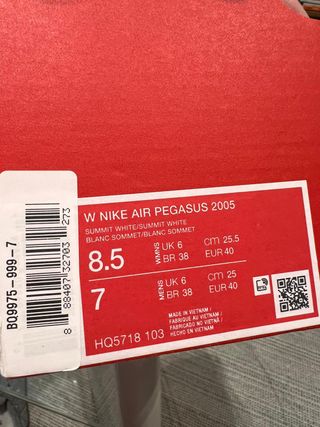 W NIKE AIR PEGASUS 2005
SUMMIT WHITE/SUMMIT WHITE
BLANC SOMMET/BLANC SOMMET
8.5 WMNS UK 6 cm 25.5
BR 38 EUR 40
7 MENS UK 6 cm 25
BR 38 EUR 40
HQ5718 103
MADE IN VIETNAM /
FABRIQUÉ AU VIETNAM /
FABRICADO NO VIETNAM /
HECHO EN VIETNAM
BQ9975-999-7
8 88407 32703 273